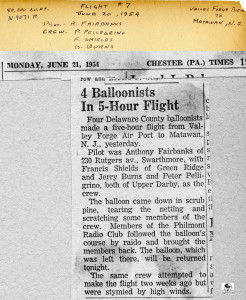 FLIGHT #7
JUNE 20, 1954
VALLEY FORGE
TO
MATAWAN, N.J.
PILOT. A. FAIRBANKS
CREW. P. PELLEGRINO
F. SHIELDS
G. BURNS
MONDAY, JUNE 21, 1954 CHESTER (PA.) TIMES
4 Balloonists
In 5-Hour Flight
Four Delaware County balloonists
made a five-hour flight from Val-
ley Forge Air Port to Matawan,
N. J., yesterday.
Pilot was Anthony Fairbanks of
230 Rutgers av., Swarthmore, with
Francis Shields of Green Ridge
and Jerry Burns and Peter Pelli-
grino, both of Upper Darby, as the
crew.
The balloon came down in scrub
pine, tearing the netting and
scratching some members of the
crew. Members of the Philmont
Radio Club followed the balloon's
course by raido and brought the
members back. The balloon, which
was left there, will be returned
tonight.
The same crew attempted to
make the flight two weeks ago but
were stymied by high winds.